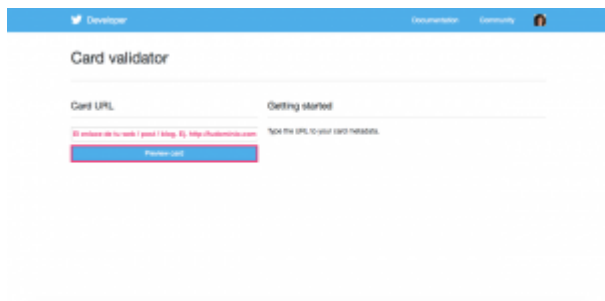 Developer
Documentation
Community
Card validator
Card URL
Getting started
El enlace de tu web / post / blog. Ej. http://tudominio.com
Type the URL to your card metadata.
Preview card